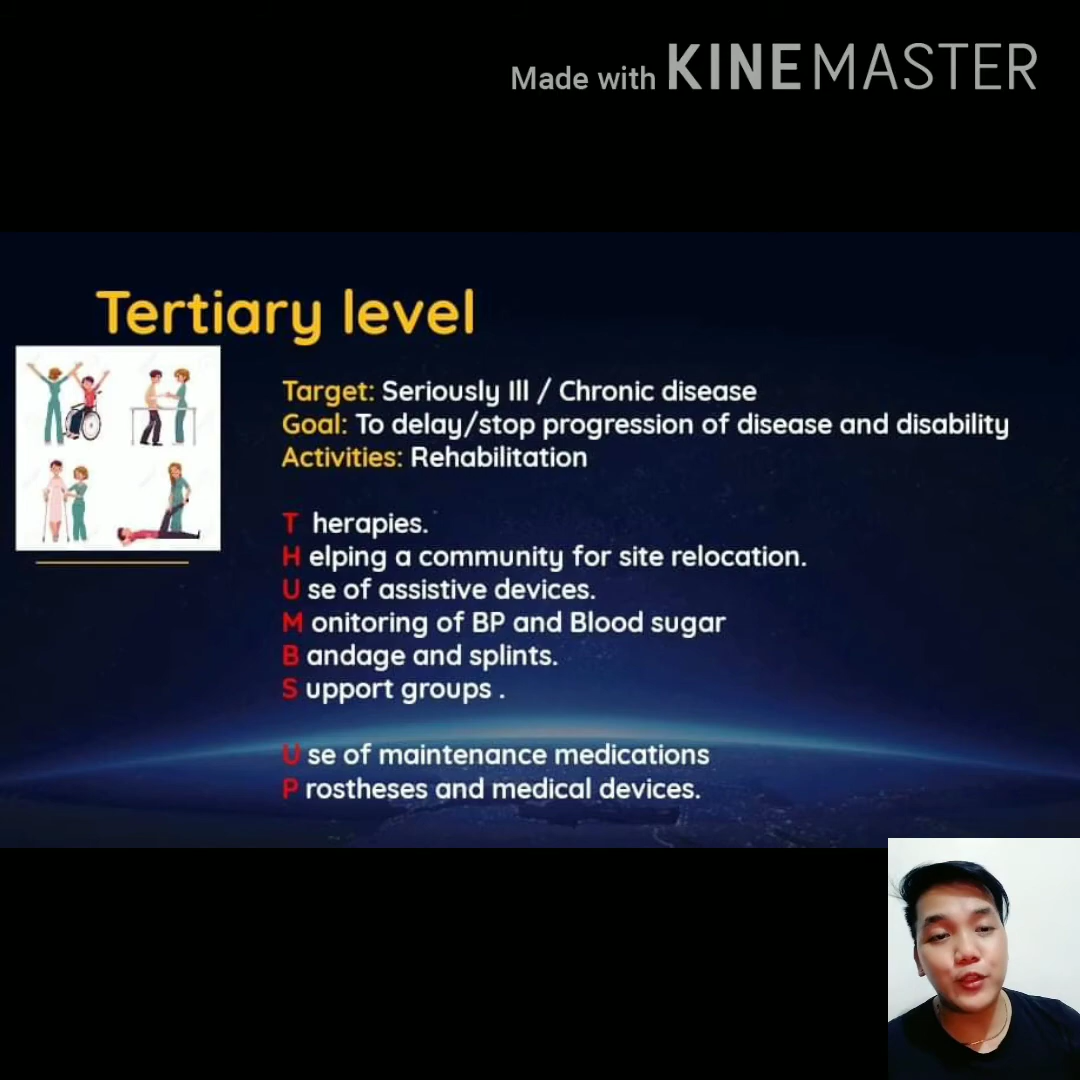 Made with KINEMASTER
Tertiary level
Target: Seriously Ill / Chronic disease
Goal: To delay/stop progression of disease and disability
Activities: Rehabilitation
T herapies.
H elping a community for site relocation.
U se of assistive devices.
M onitoring of BP and Blood sugar
B andage and splints.
S upport groups .
U se of maintenance medications
P rostheses and medical devices.